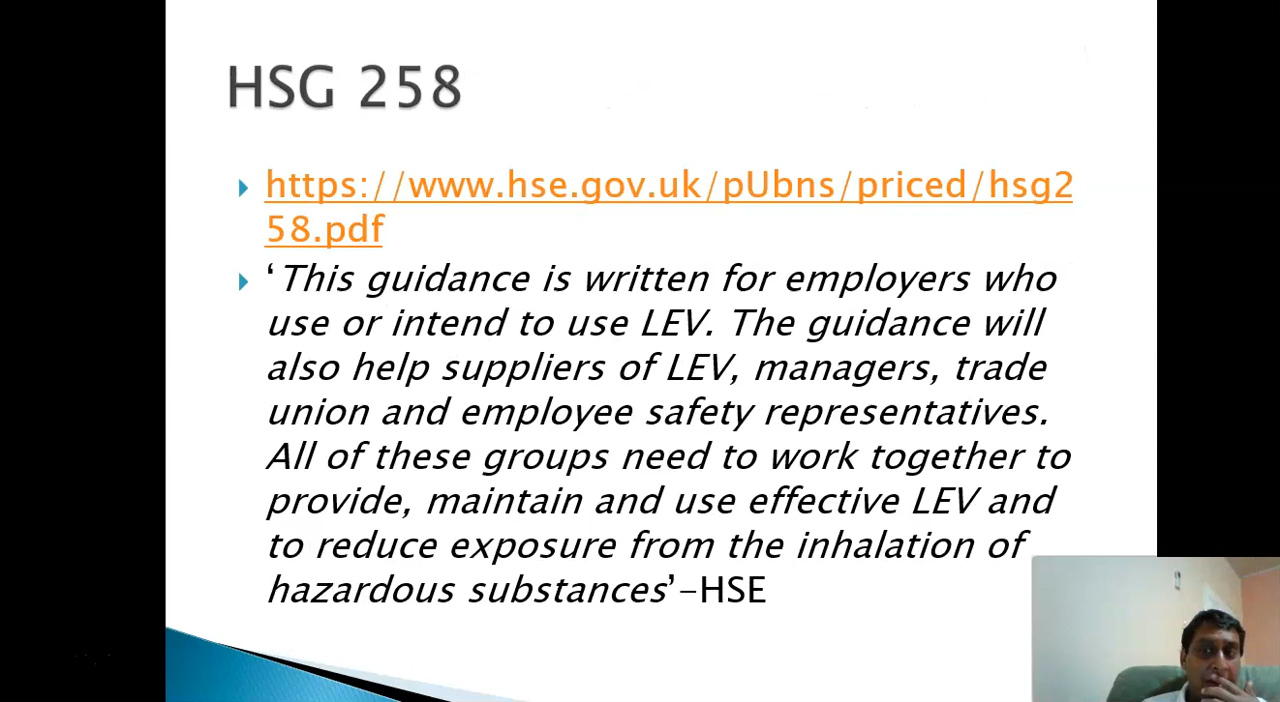 HSG 258
https://www.hse.gov.uk/pUbns/priced/hsg2
58.pdf
‘This guidance is written for employers who
use or intend to use LEV. The guidance will
also help suppliers of LEV, managers, trade
union and employee safety representatives.
All of these groups need to work together to
provide, maintain and use effective LEV and
to reduce exposure from the inhalation of
hazardous substances’-HSE